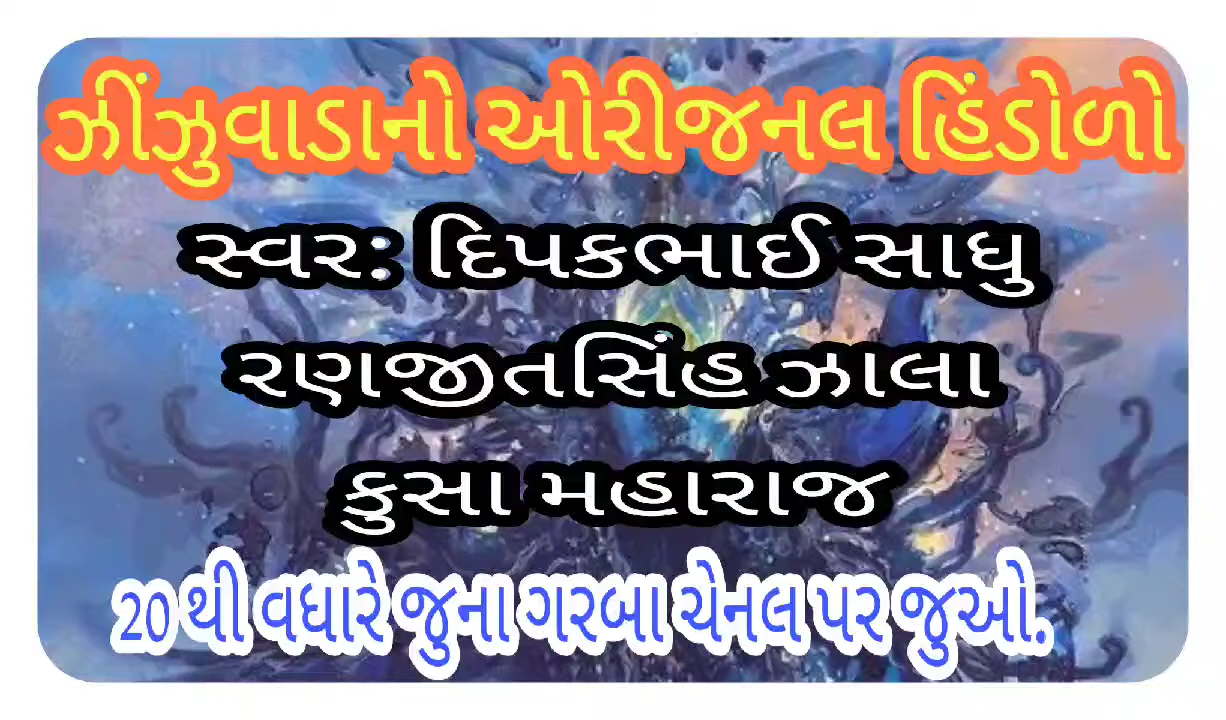 ઝીંઝુવાડાનો ઓરીજનલ હિંડોળો
સ્વર: દિપકભાઈ સાધુ
રણજીતસિંહ ઝાલા
કુસા મહારાજ
20 થી વધારે જુના ગરબા ચેનલ પર જુઓ.